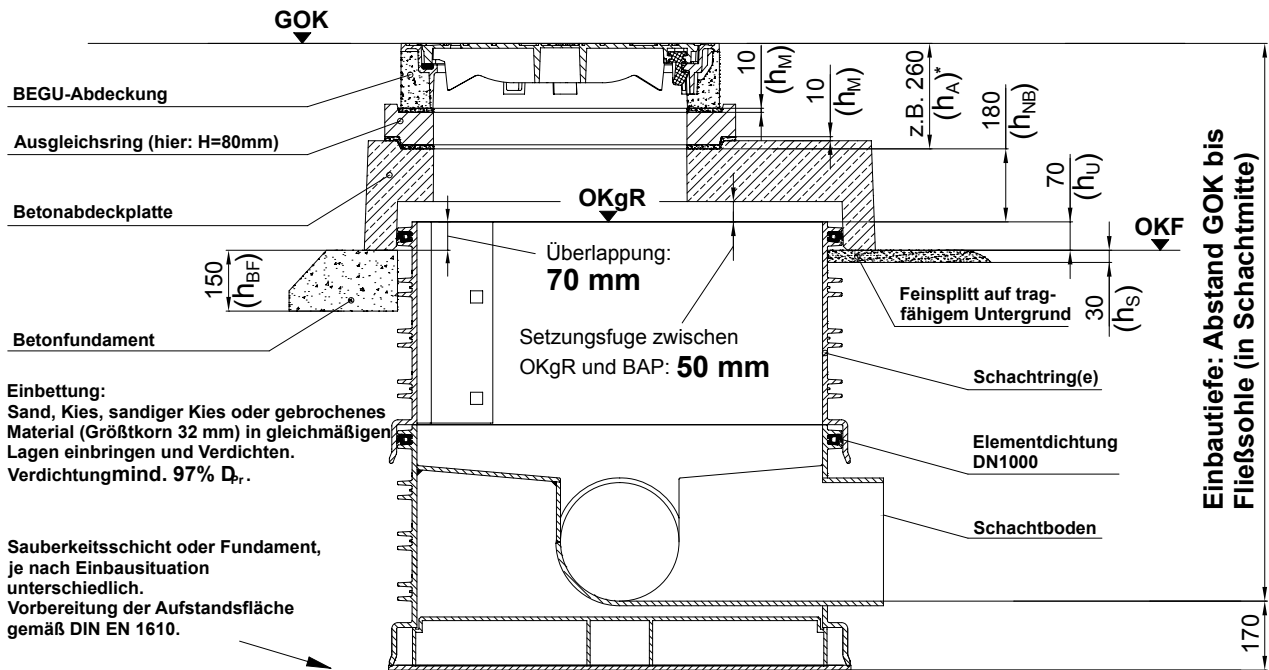 GOK
BEGU-Abdeckung
Ausgleichsring (hier: H=80mm)
Betonabdeckplatte
150
(hBF)
Betonfundament
Einbettung:
Sand, Kies, sandiger Kies oder gebrochenes
Material (Größtkorn 32 mm) in gleichmäßigen
Lagen einbringen und Verdichten.
Verdichtungmind. 97% DPr.
Sauberkeitsschicht oder Fundament,
je nach Einbausituation
unterschiedlich.
Vorbereitung der Aufstandsfläche
gemäß DIN EN 1610.
OKgR
Überlappung:
70 mm
Setzungsfuge zwischen
OKgR und BAP: 50 mm
10
(hM)
10
(hM)
z.B. 260
(hA)*
180
(hNB)
70
(hU)
OKF
Feinsplitt auf trag-
fähigem Untergrund
30
(hS)
Schachtring(e)
Elementdichtung
DN1000
Schachtboden
Einbautiefe: Abstand GOK bis
Fließsohle (in Schachtmitte)
170